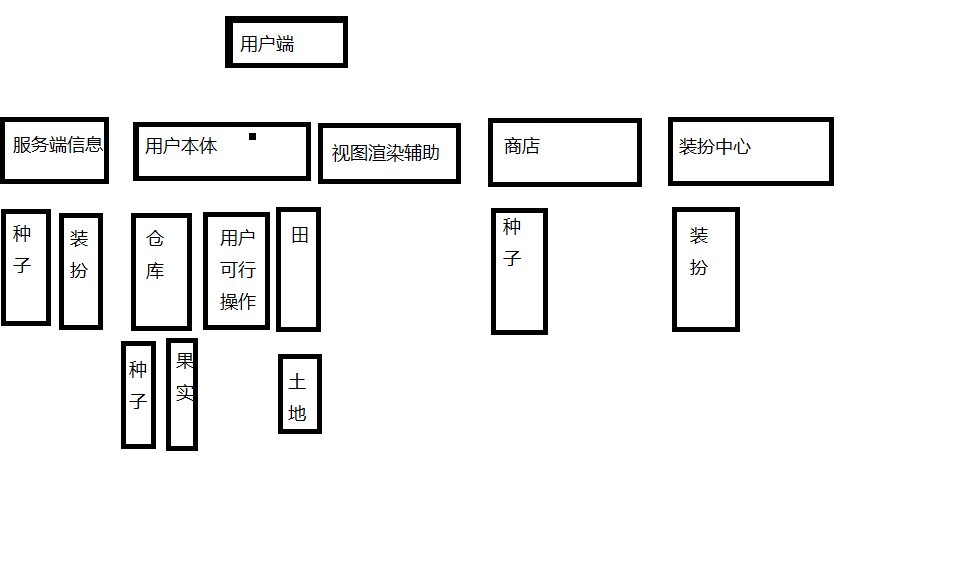 用户端
服务端信息
用户本体
视图渲染辅助
商店
装扮中心
种
子
装
扮
仓
库
用户
可行
操作
田
种
子
装
扮
种
子
果
实
土
地